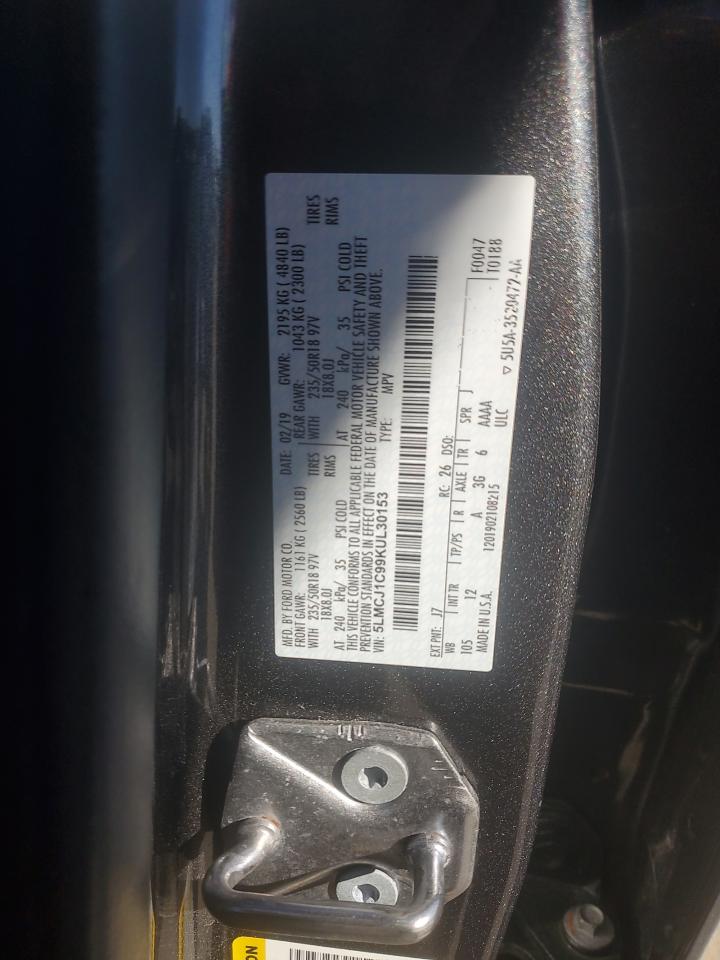 MFD. BY FORD MOTOR CO. DATE: 02/19 GVWR: 2195 KG ( 4840 LB)
FRONT GAWR: 1161 KG ( 2560 LB) REAR GAWR: 1043 KG ( 2300 LB)
WITH 235/50R18 97V TIRES WITH 235/50R18 97V TIRES
18X8.0J RIMS 18X8.0J RIMS
AT 240 kPa/ 35 PSI COLD AT 240 kPa/ 35 PSI COLD
THIS VEHICLE CONFORMS TO ALL APPLICABLE FEDERAL MOTOR VEHICLE SAFETY AND THEFT
PREVENTION STANDARDS IN EFFECT ON THE DATE OF MANUFACTURE SHOWN ABOVE.
VIN: 5LMCJ1C99KUL30153 TYPE: MPV
EXT PNT: J7 RC: 26 DSO: F0047
WB INT TR TP/PS R AXLE TR SPR T0188
105 12 A 3G 6 AAAA
MADE IN U.S.A. ULC
1201902108215
▽ 5U5A-3520472-AA
ON